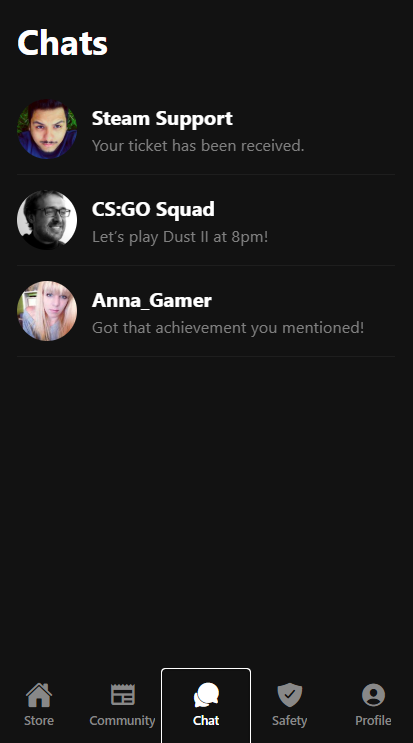 Chats
Steam Support
Your ticket has been received.
CS:GO Squad
Let's play Dust II at 8pm!
Anna_Gamer
Got that achievement you mentioned!
Store
Community
Chat
Safety
Profile